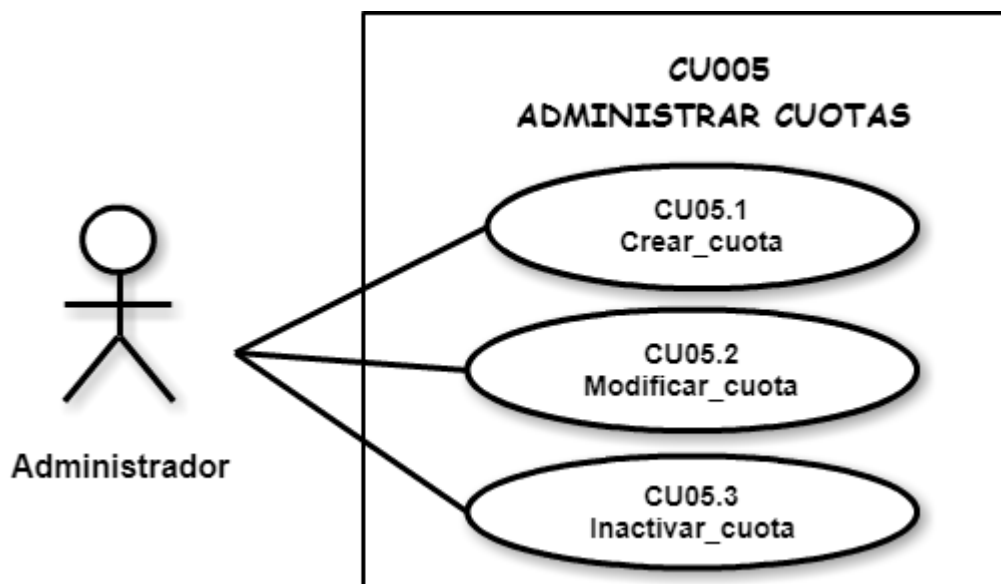 CU005
ADMINISTRAR CUOTAS
CU05.1
Crear_cuota
CU05.2
Modificar_cuota
Administrador
CU05.3
Inactivar_cuota